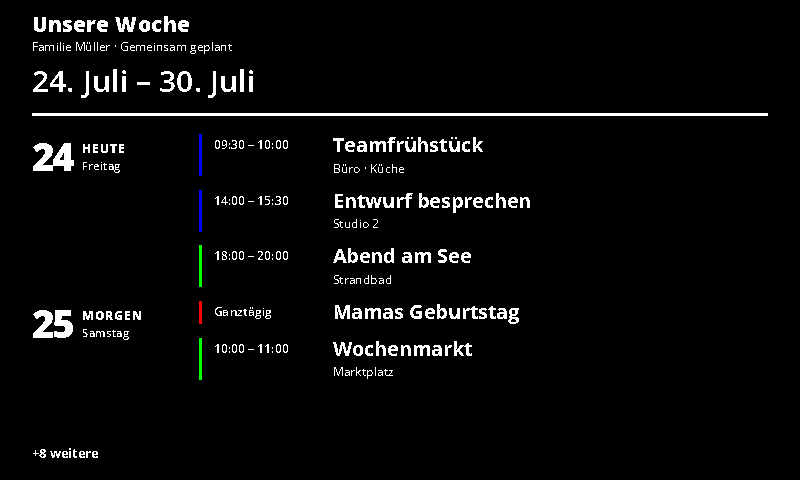 Unsere Woche
Familie Müller · Gemeinsam geplant
24. Juli – 30. Juli
24 HEUTE
Freitag
09:30 – 10:00 Teamfrühstück
Büro · Küche
14:00 – 15:30 Entwurf besprechen
Studio 2
18:00 – 20:00 Abend am See
Strandbad
25 MORGEN
Samstag
Ganztägig Mamas Geburtstag
10:00 – 11:00 Wochenmarkt
Marktplatz
+8 weitere